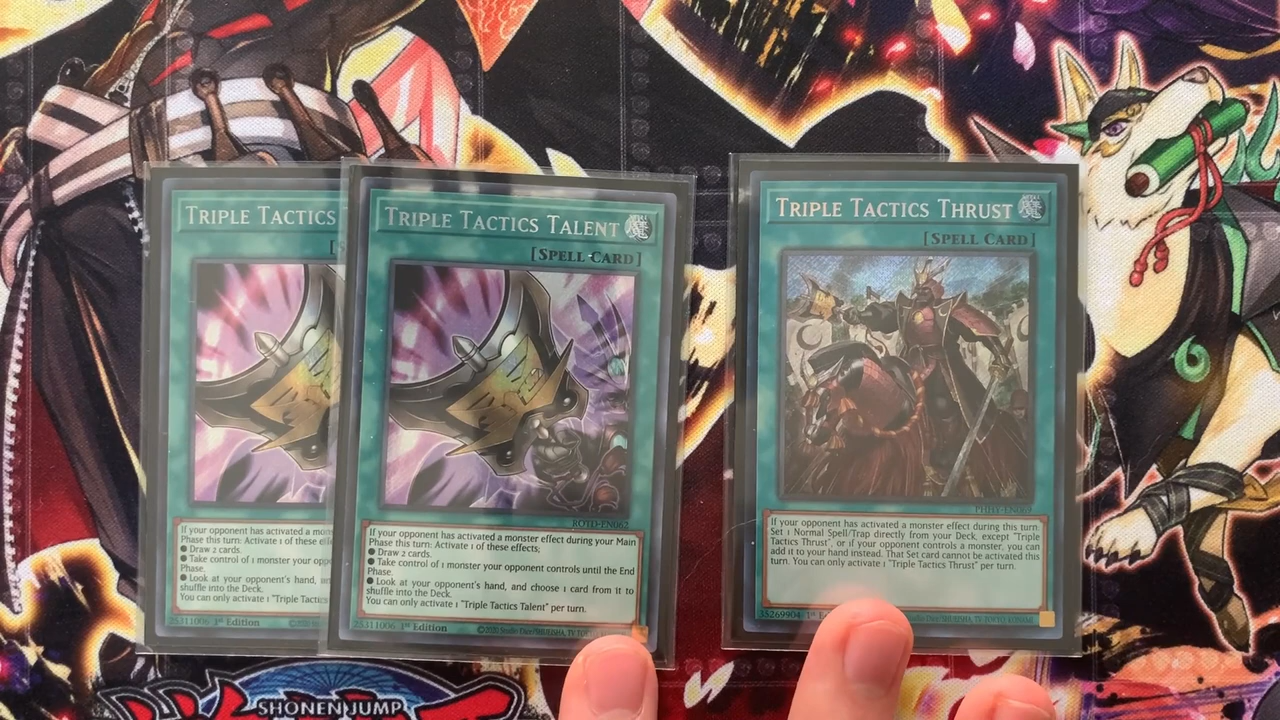 TRIPLE TACTICS
If your opponent has activated a mon
Phase this turn: Activate 1 of these eff
● Draw 2 cards.
● Take control of 1 monster your opp
Phase.
● Look at your opponent's hand, an
shuffle into the Deck.
You can only activate 1 "Triple Tactics
25311006 1st Edition
TRIPLE TACTICS TALENT
[SPELL CARD]
ROTD-EN062
If your opponent has activated a monster effect during your Main
Phase this turn: Activate 1 of these effects;
● Draw 2 cards.
● Take control of 1 monster your opponent controls until the End
Phase.
● Look at your opponent's hand, and choose 1 card from it to
shuffle into the Deck.
You can only activate 1 "Triple Tactics Talent" per turn.
25311006 1st Edition
TRIPLE TACTICS THRUST
[SPELL CARD]
PHHY-EN089
If your opponent has activated a monster effect during this turn:
Set 1 Normal Spell/Trap directly from your Deck, except "Triple
Tactics Thrust", or if your opponent controls a monster, you can
add it to your hand instead. That Set card cannot be activated this
turn. You can only activate 1 "Triple Tactics Thrust" per turn.
35269904 1st E
SHONEN JUMP